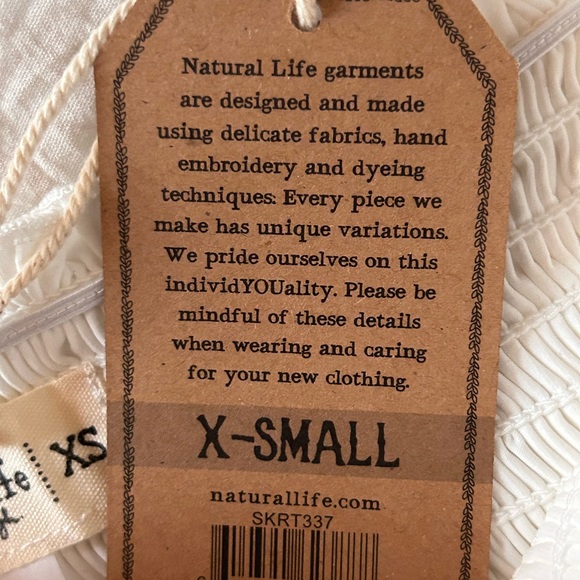 Natural Life garments
are designed and made
using delicate fabrics, hand
embroidery and dyeing
techniques. Every piece we
make has unique variations.
We pride ourselves on this
individYOUality. Please be
mindful of these details
when wearing and caring
for your new clothing.
X-SMALL
naturallife.com
SKRT337
XS